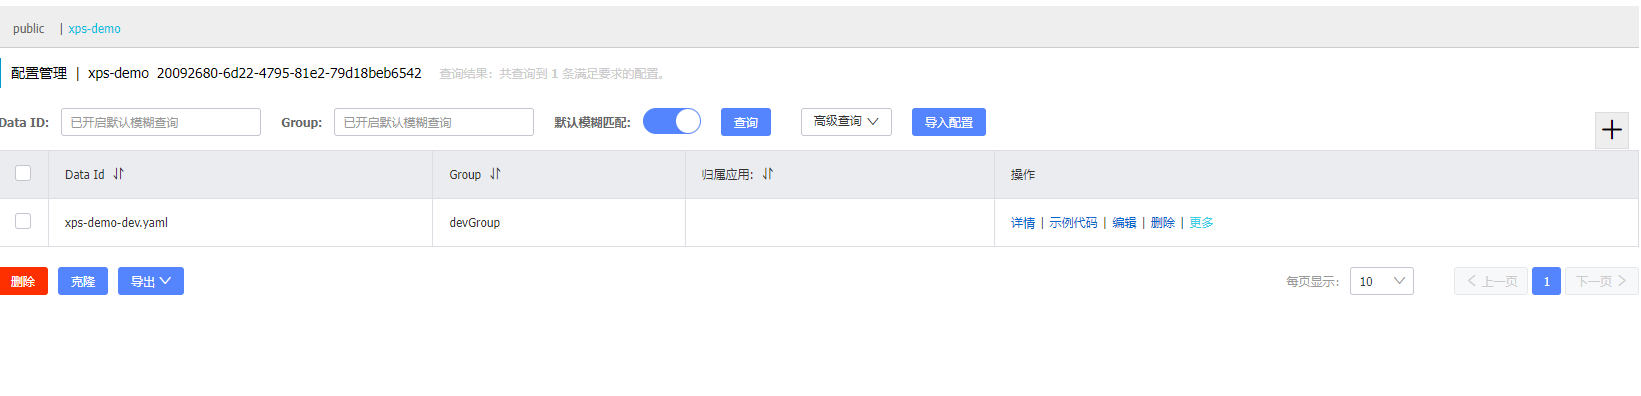 public | xps-demo
配置管理 | xps-demo 20092680-6d22-4795-81e2-79d18beb6542 查询结果：共查询到 1 条满足要求的配置。
Data ID: 已开启默认模糊查询 Group: 已开启默认模糊查询 默认模糊匹配: 查询 高级查询 导入配置
Data Id Group 归属应用: 操作
xps-demo-dev.yaml devGroup 详情 | 示例代码 | 编辑 | 删除 | 更多
删除 克隆 导出 每页显示: 10 上一页 1 下一页